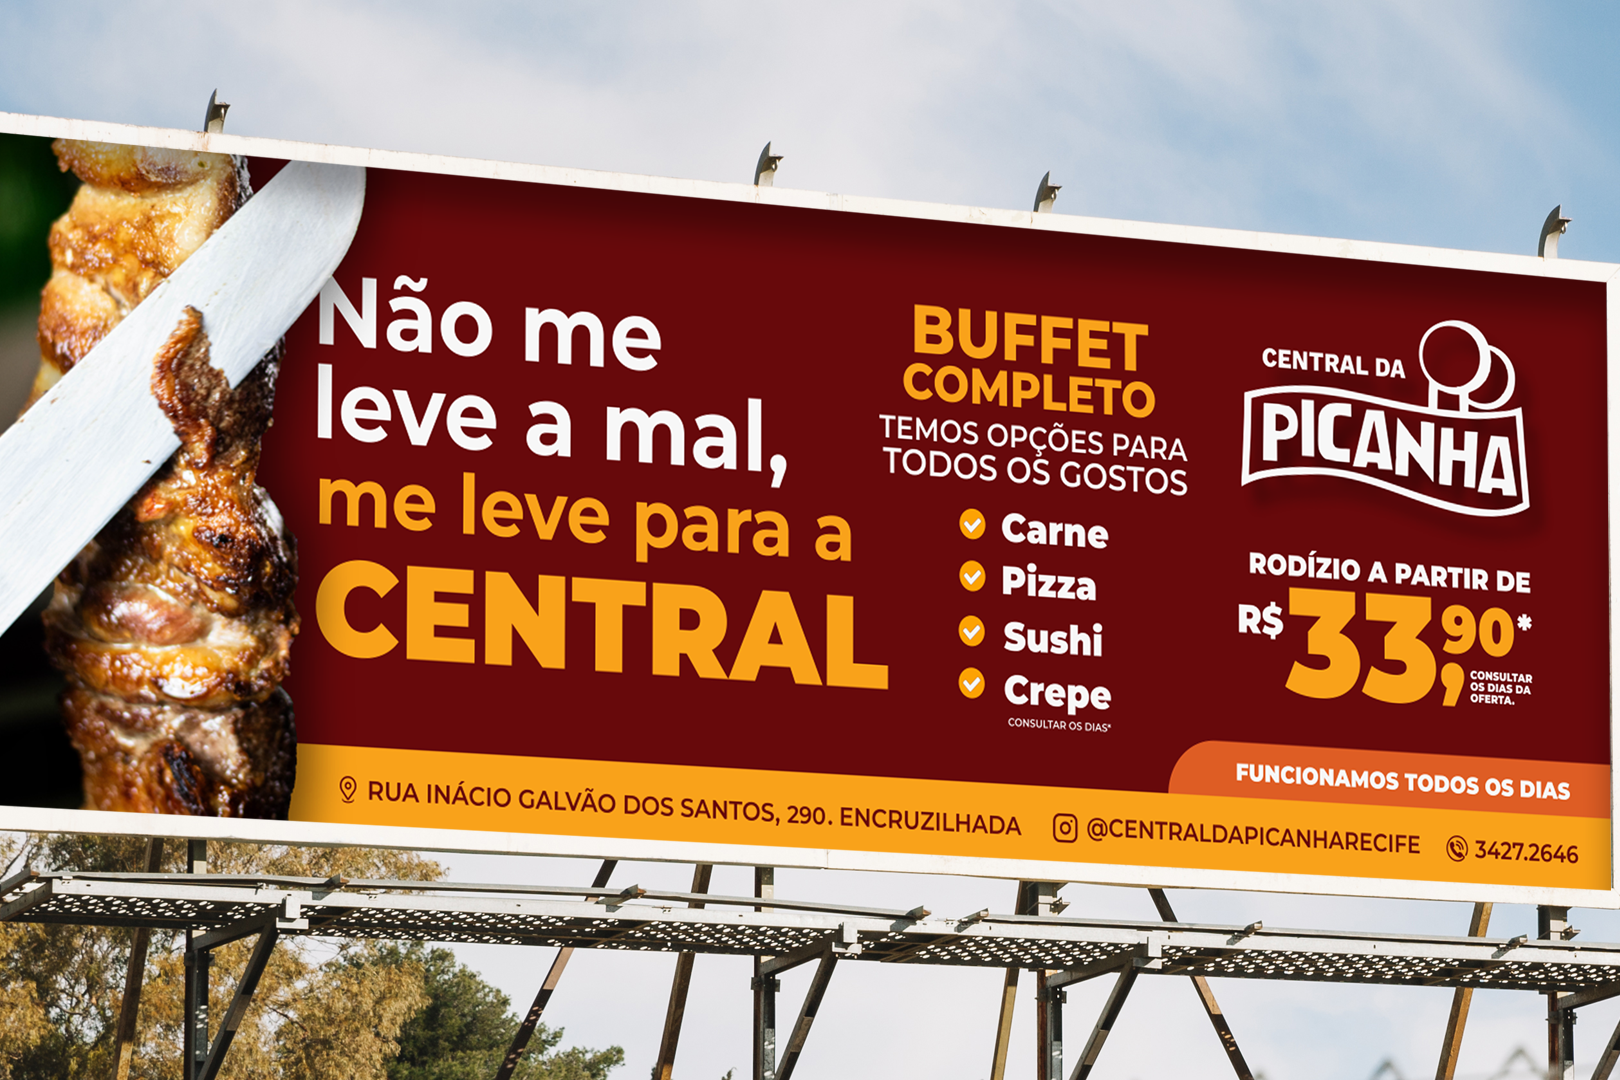 Não me
leve a mal,
me leve para a
CENTRAL
BUFFET
COMPLETO
TEMOS OPÇÕES PARA
TODOS OS GOSTOS
Carne
Pizza
Sushi
Crepe
CONSULTAR OS DIAS*
CENTRAL DA
PICANHA
RODÍZIO A PARTIR DE
R$33,90*
CONSULTAR
OS DIAS DA
OFERTA.
FUNCIONAMOS TODOS OS DIAS
RUA INÁCIO GALVÃO DOS SANTOS, 290. ENCRUZILHADA
@CENTRALDAPICANHARECIFE
3427.2646